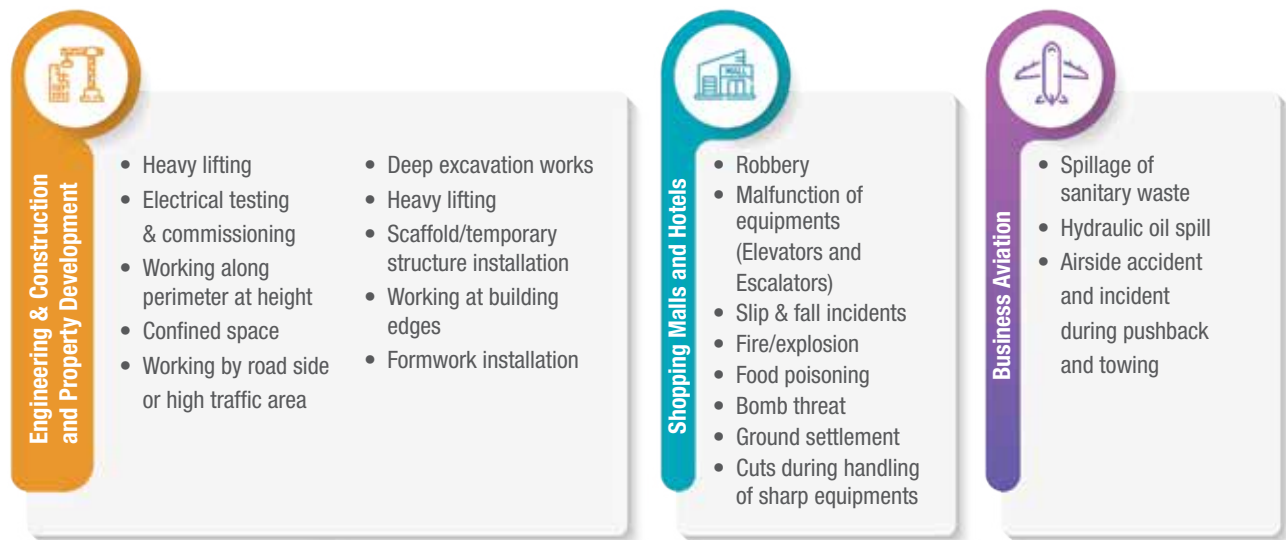 Engineering & Construction
and Property Development
• Heavy lifting
• Electrical testing
& commissioning
• Working along
perimeter at height
• Confined space
• Working by road side
or high traffic area
• Deep excavation works
• Heavy lifting
• Scaffold/temporary
structure installation
• Working at building
edges
• Formwork installation
MALL
Shopping Malls and Hotels
• Robbery
• Malfunction of
equipments
(Elevators and
Escalators)
• Slip & fall incidents
• Fire/explosion
• Food poisoning
• Bomb threat
• Ground settlement
• Cuts during handling
of sharp equipments
Business Aviation
• Spillage of
sanitary waste
• Hydraulic oil spill
• Airside accident
and incident
during pushback
and towing